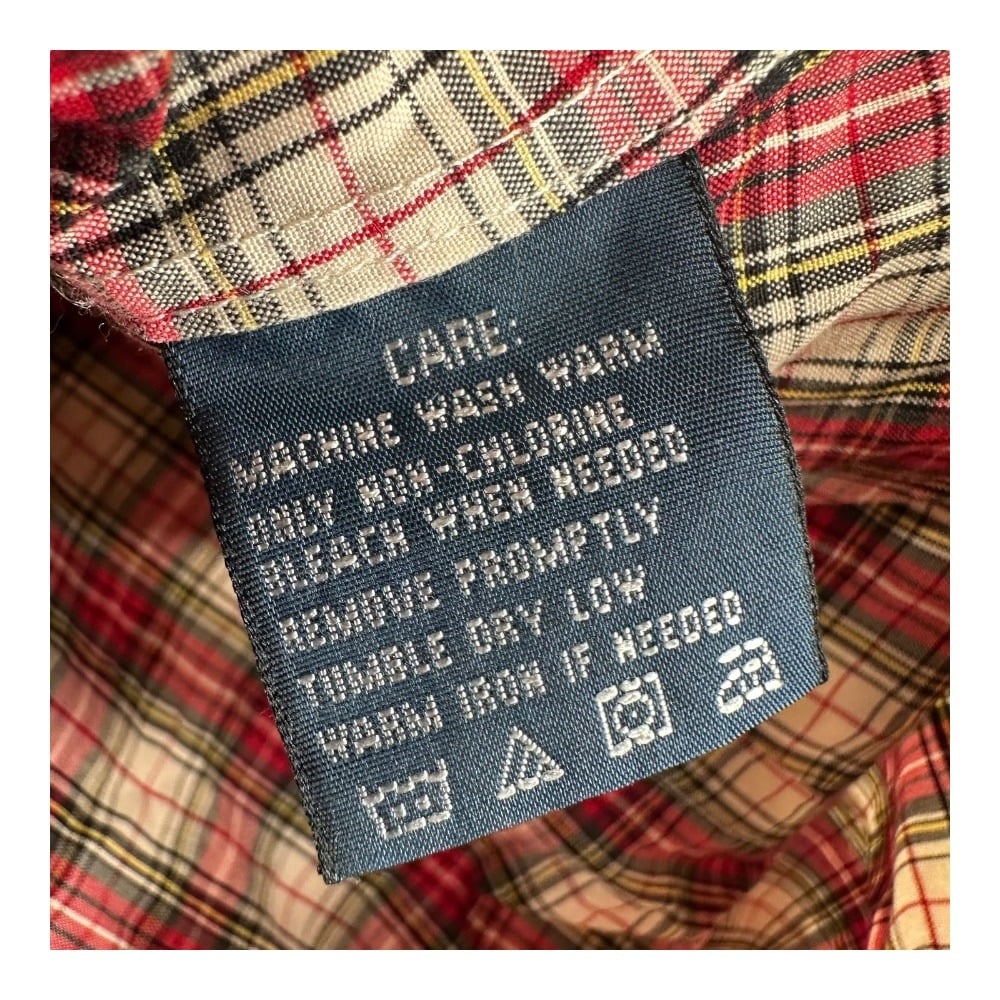 CARE:
MACHINE WASH WARM
ONLY NON-CHLORINE
BLEACH WHEN NEEDED
REMOVE PROMPTLY
TUMBLE DRY LOW
WARM IRON IF NEEDED